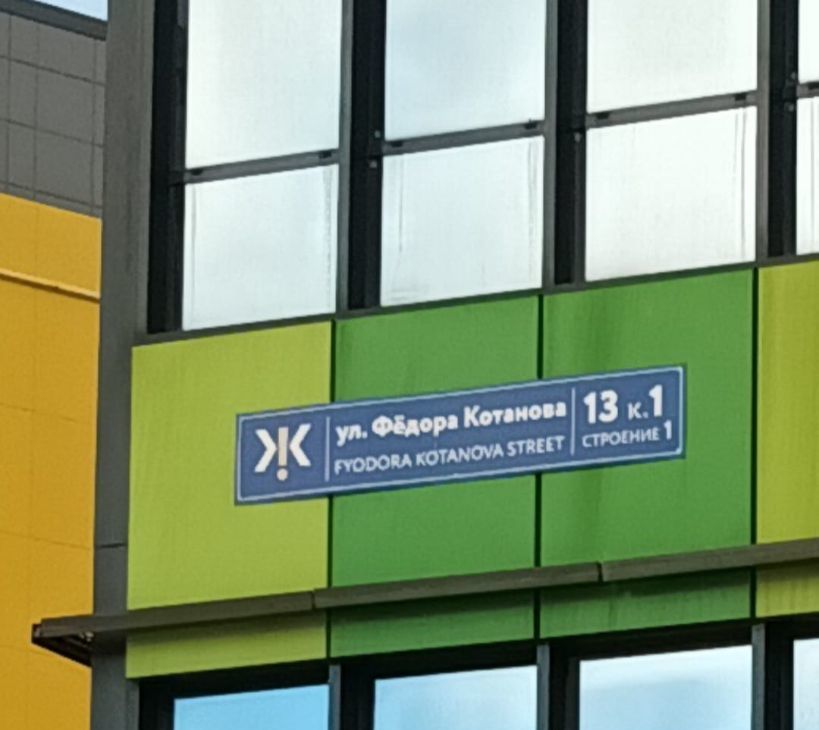 ул. Фёдора Котанова
FYODORA KOTANOVA STREET
13 к.1
СТРОЕНИЕ 1